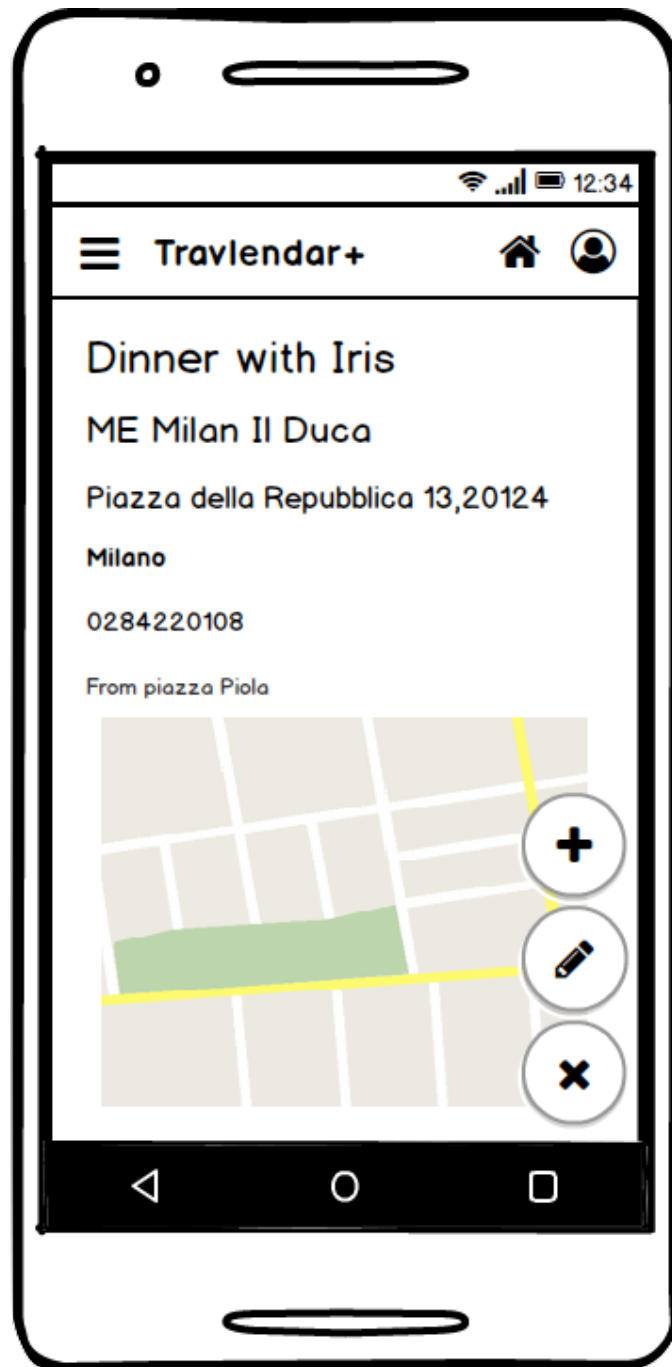 12:34
Travlendar+
Dinner with Iris
ME Milan Il Duca
Piazza della Repubblica 13,20124
Milano
0284220108
From piazza Piola